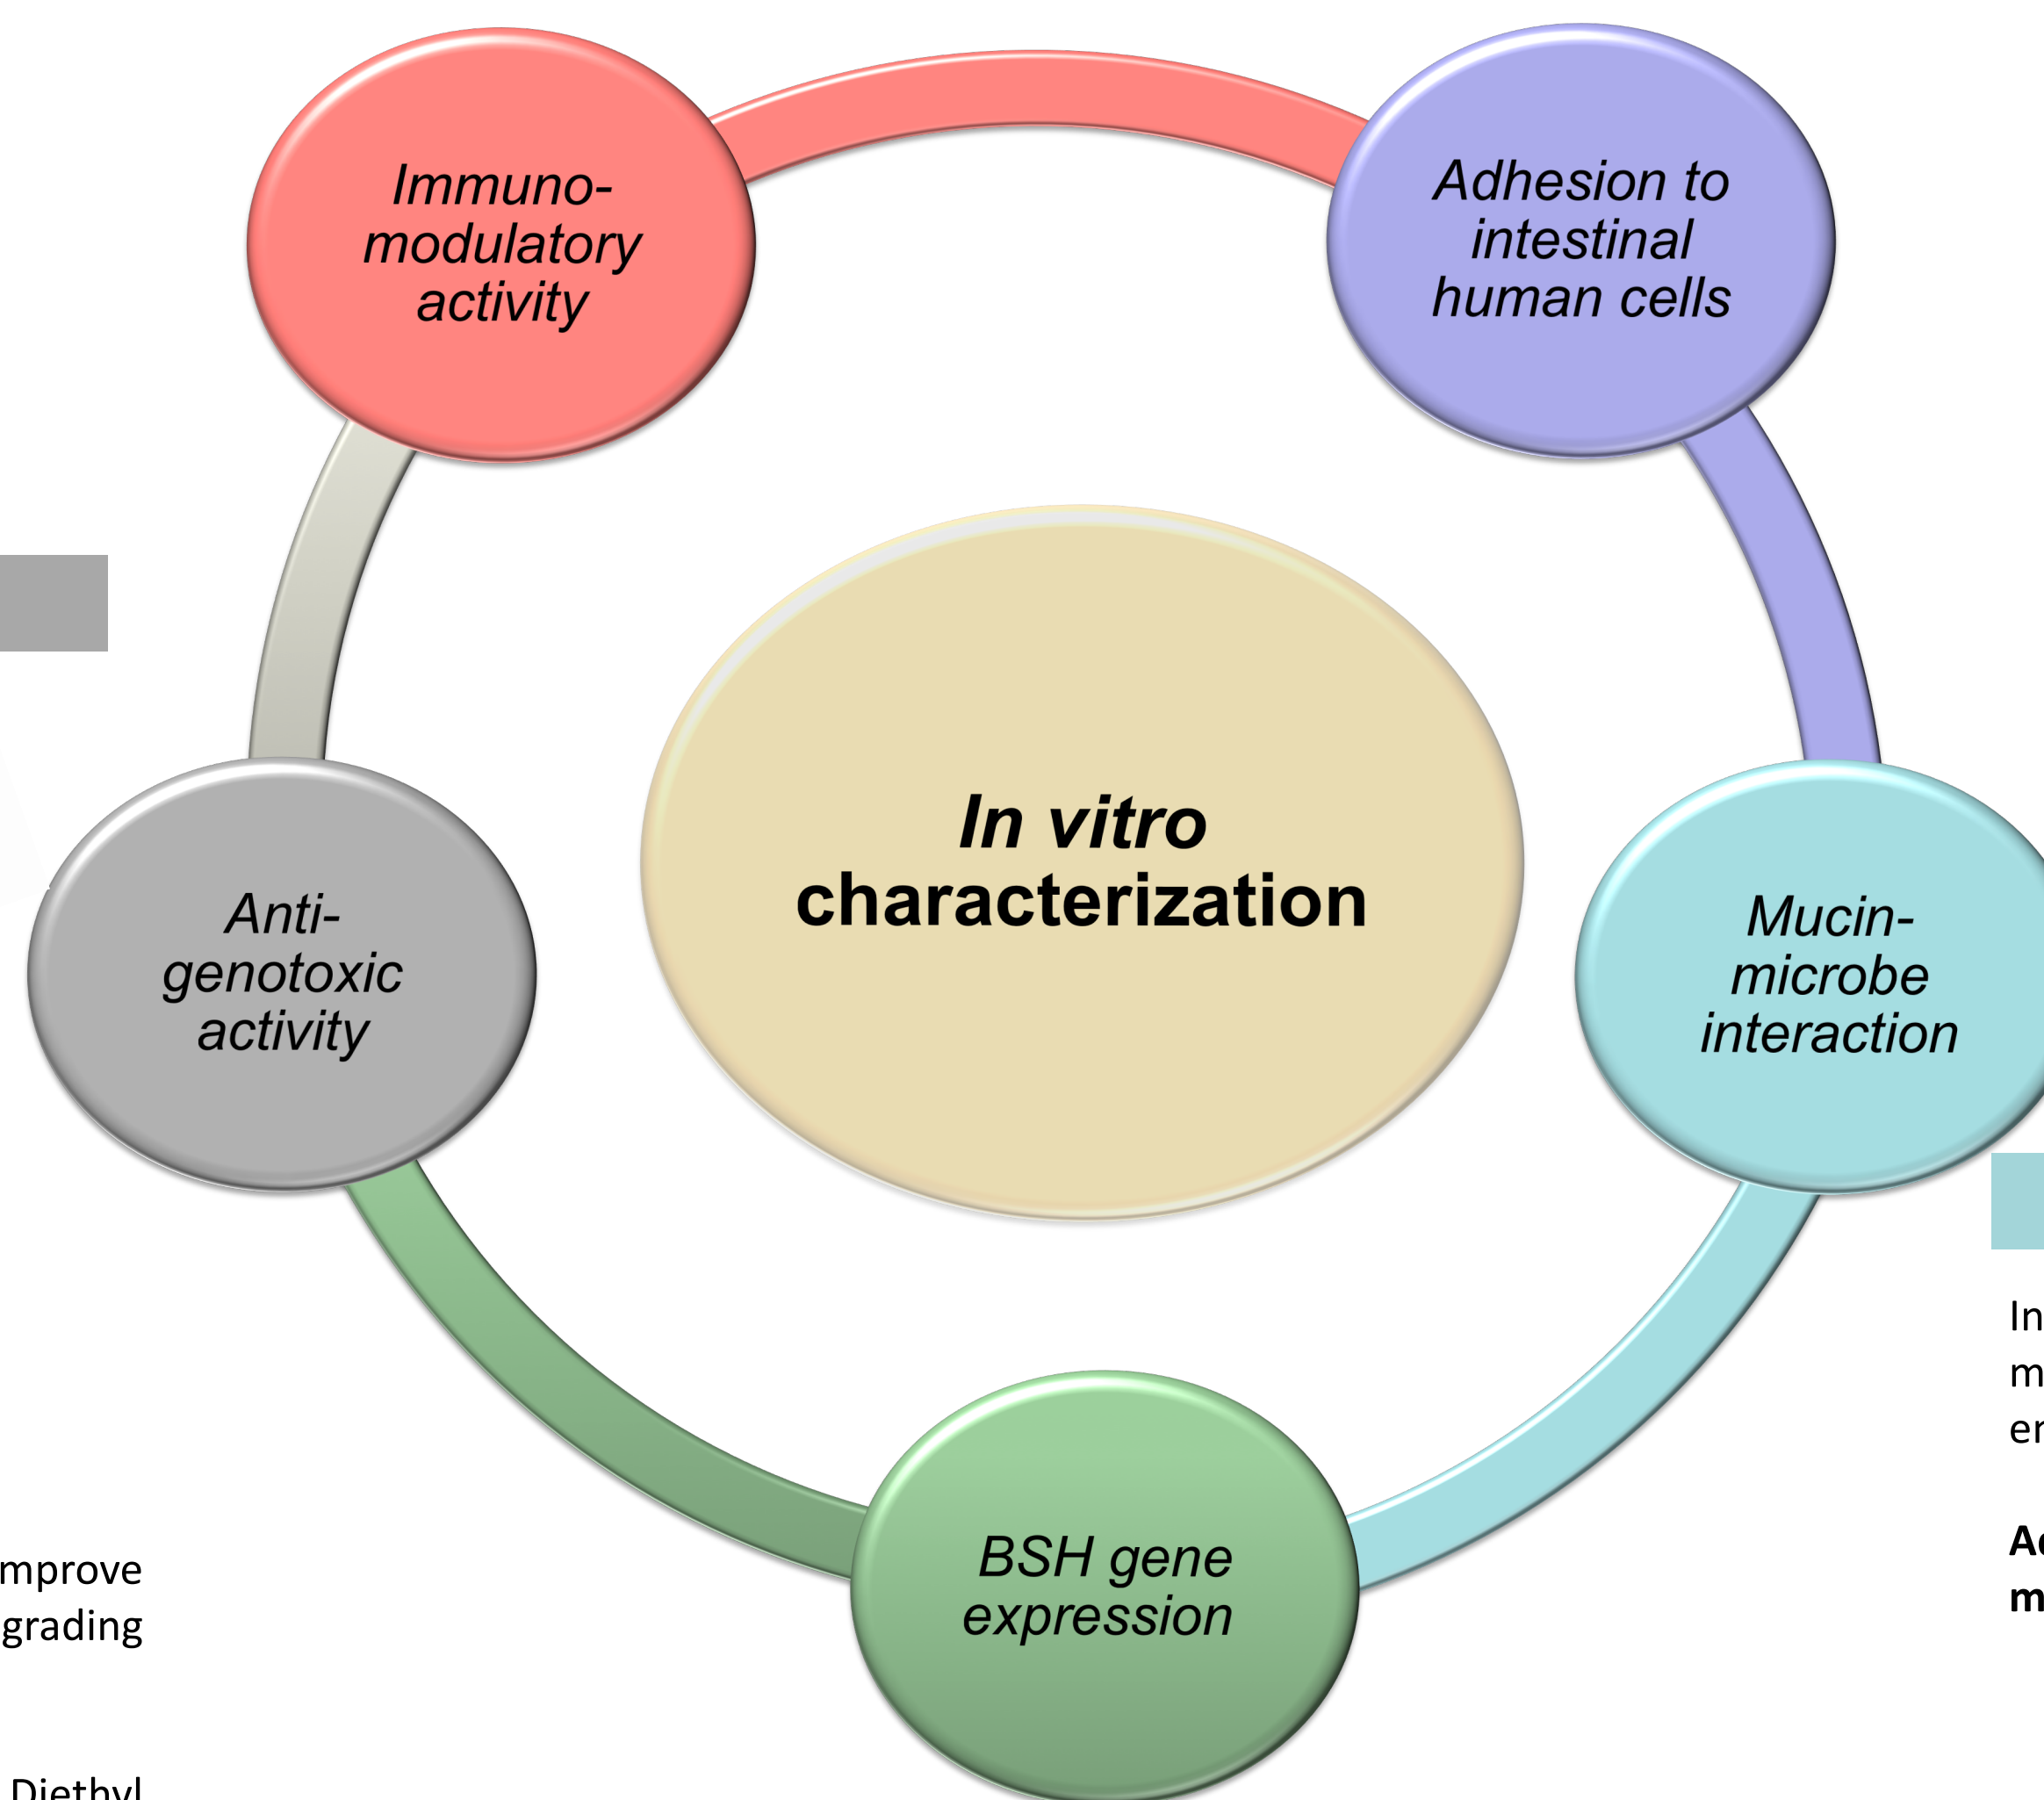 Immuno-
modulatory
activity
Adhesion to
intestinal
human cells
In vitro
characterization
Anti-
genotoxic
activity
Mucin-
microbe
interaction
BSH gene
expression
grading
Diethyl